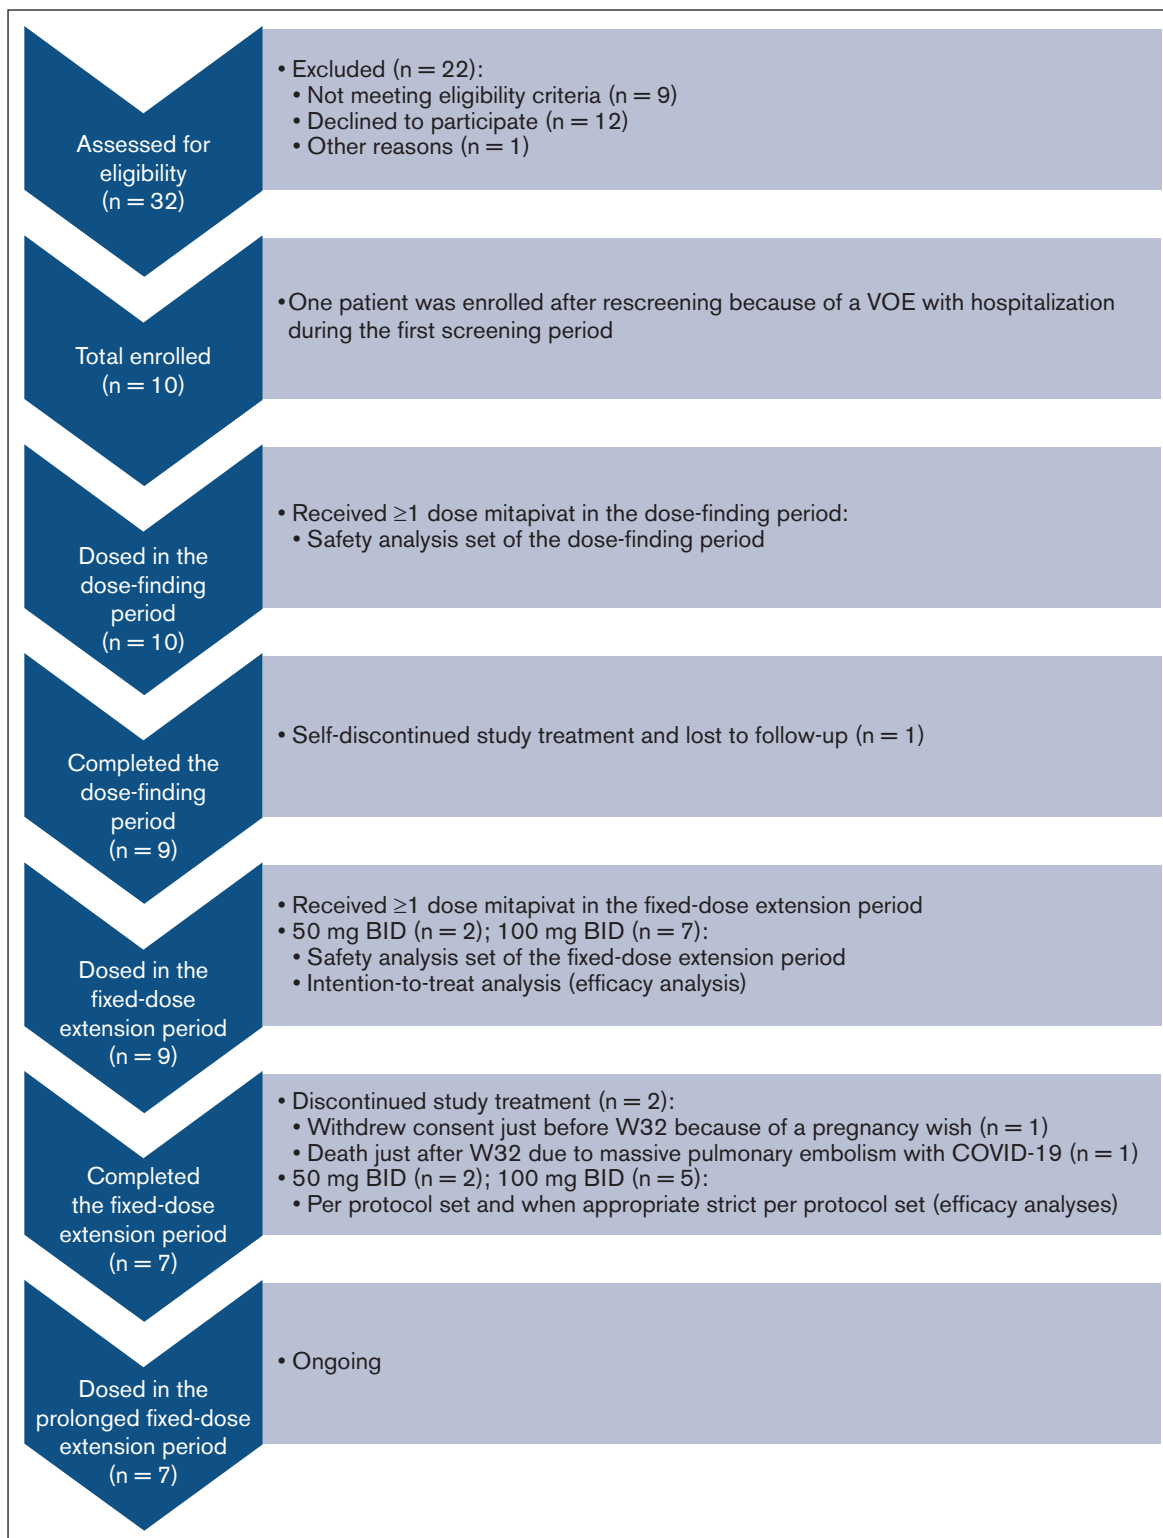 Assessed for
eligibility
(n = 32)
• Excluded (n = 22):
• Not meeting eligibility criteria (n = 9)
• Declined to participate (n = 12)
• Other reasons (n = 1)
Total enrolled
(n = 10)
• One patient was enrolled after rescreening because of a VOE with hospitalization
during the first screening period
Dosed in the
dose-finding
period
(n = 10)
• Received ≥1 dose mitapivat in the dose-finding period:
• Safety analysis set of the dose-finding period
Completed the
dose-finding
period
(n = 9)
• Self-discontinued study treatment and lost to follow-up (n = 1)
Dosed in the
fixed-dose
extension period
(n = 9)
• Received ≥1 dose mitapivat in the fixed-dose extension period
• 50 mg BID (n = 2); 100 mg BID (n = 7):
• Safety analysis set of the fixed-dose extension period
• Intention-to-treat analysis (efficacy analysis)
Completed
the fixed-dose
extension period
(n = 7)
• Discontinued study treatment (n = 2):
• Withdrew consent just before W32 because of a pregnancy wish (n = 1)
• Death just after W32 due to massive pulmonary embolism with COVID-19 (n = 1)
• 50 mg BID (n = 2); 100 mg BID (n = 5):
• Per protocol set and when appropriate strict per protocol set (efficacy analyses)
Dosed in the
prolonged fixed-dose
extension period
(n = 7)
• Ongoing